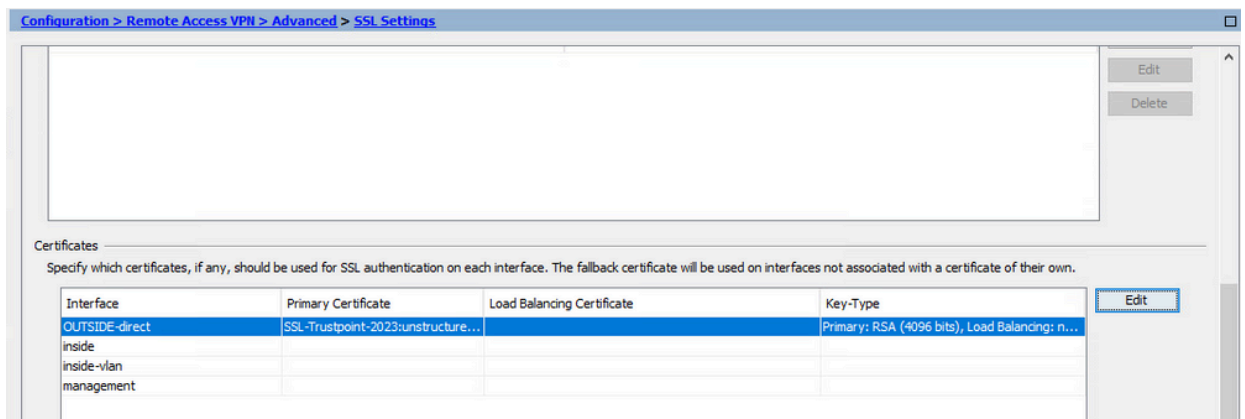 Configuration > Remote Access VPN > Advanced > SSL Settings
Edit
Delete
Certificates
Specify which certificates, if any, should be used for SSL authentication on each interface. The fallback certificate will be used on interfaces not associated with a certificate of their own.
Interface Primary Certificate Load Balancing Certificate Key-Type
Edit
OUTSIDE-direct SSL-Trustpoint-2023:unstructure... Primary: RSA (4096 bits), Load Balancing: n...
inside
inside-vlan
management